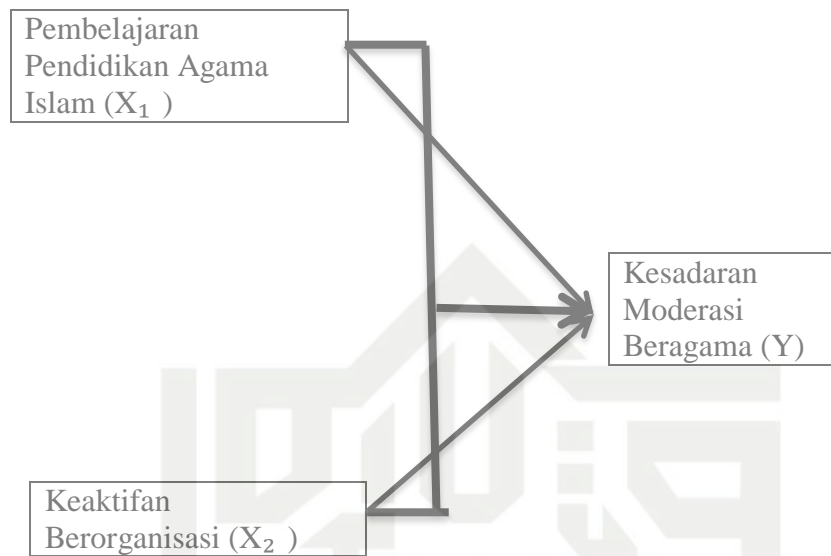 Pembelajaran
Pendidikan Agama
Islam (X₁ )
Kesadaran
Moderasi
Beragama (Y)
Keaktifan
Berorganisasi (X₂ )